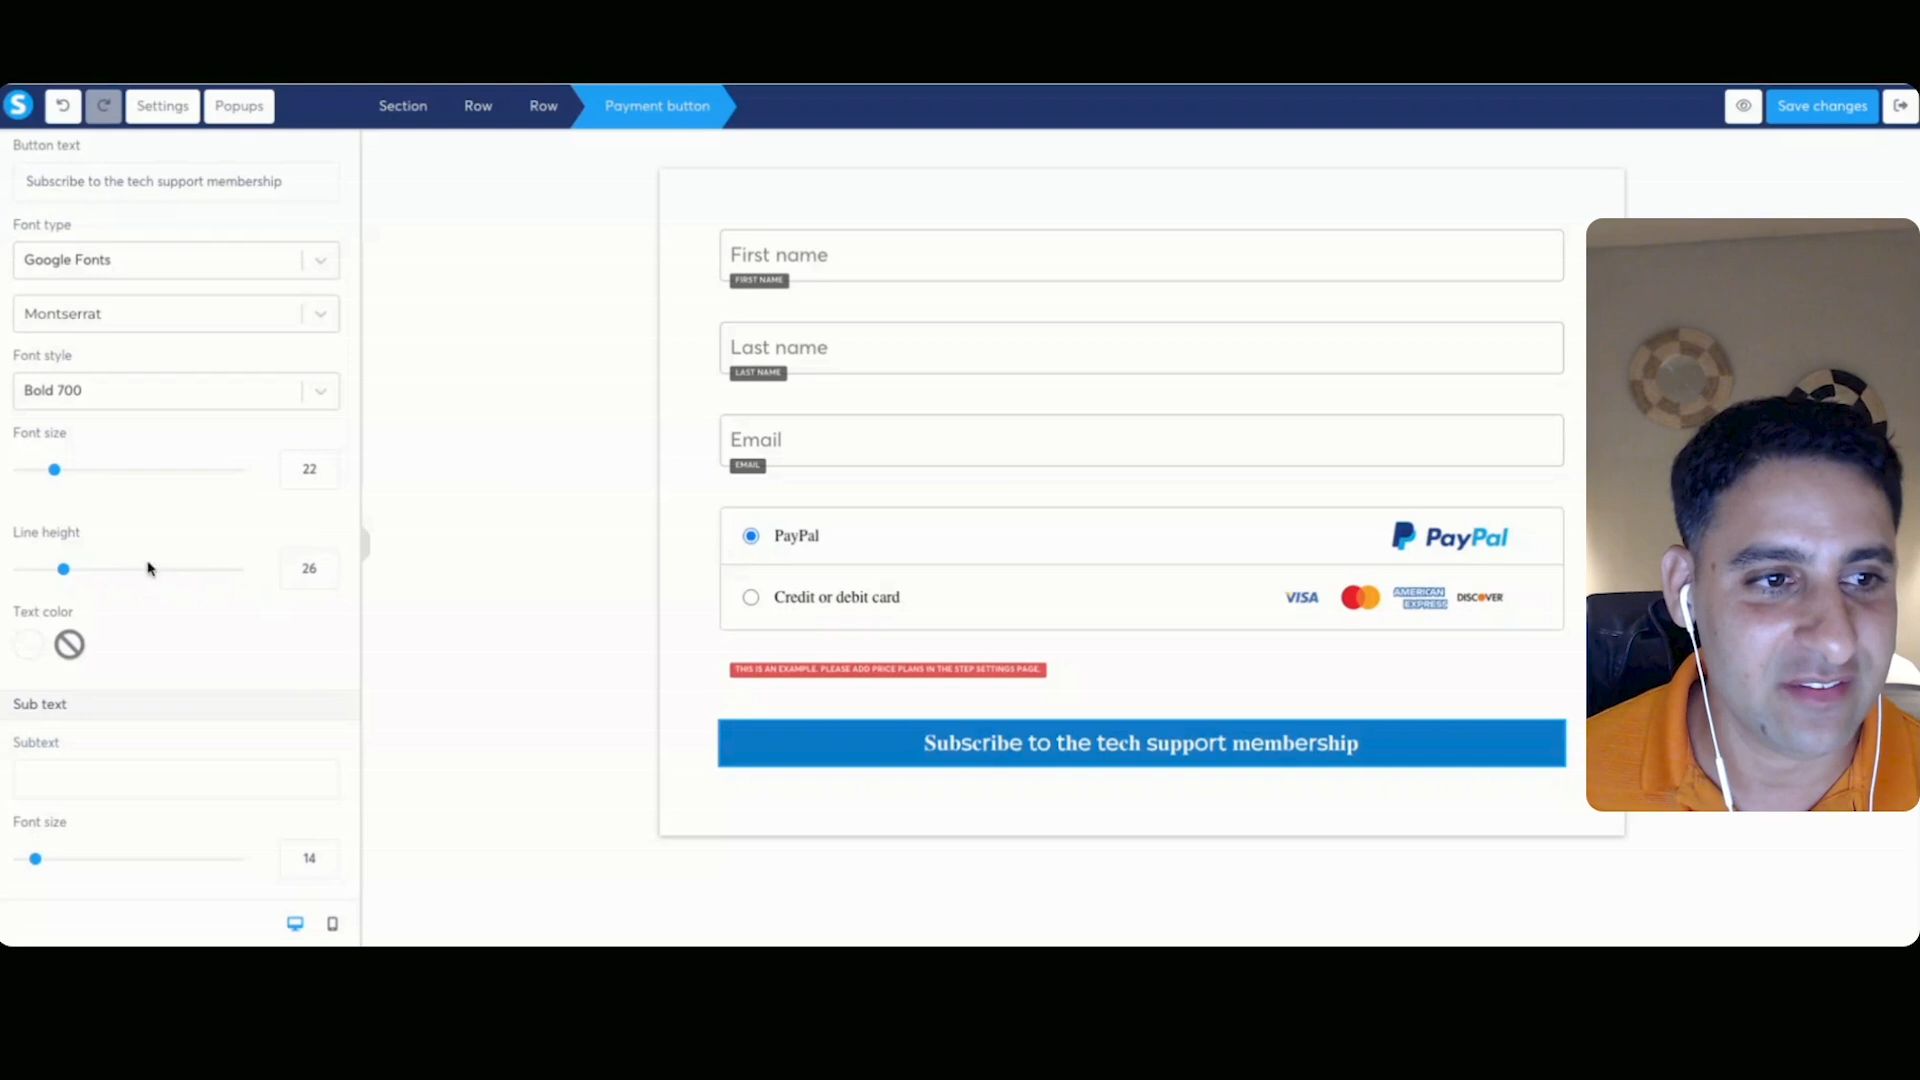 S
Settings
Popups
Section
Row
Row
Payment button
Save changes
Button text
Subscribe to the tech support membership
Font type
Google Fonts
Montserrat
Font style
Bold 700
Font size
22
Line height
26
Text color
Sub text
Subtext
Font size
14
First name
FIRST NAME
Last name
LAST NAME
Email
EMAIL
PayPal
PayPal
Credit or debit card
VISA
AMERICAN
EXPRESS
DISCOVER
THIS IS AN EXAMPLE. PLEASE ADD PRICE PLANS IN THE STEP SETTINGS PAGE.
Subscribe to the tech support membership